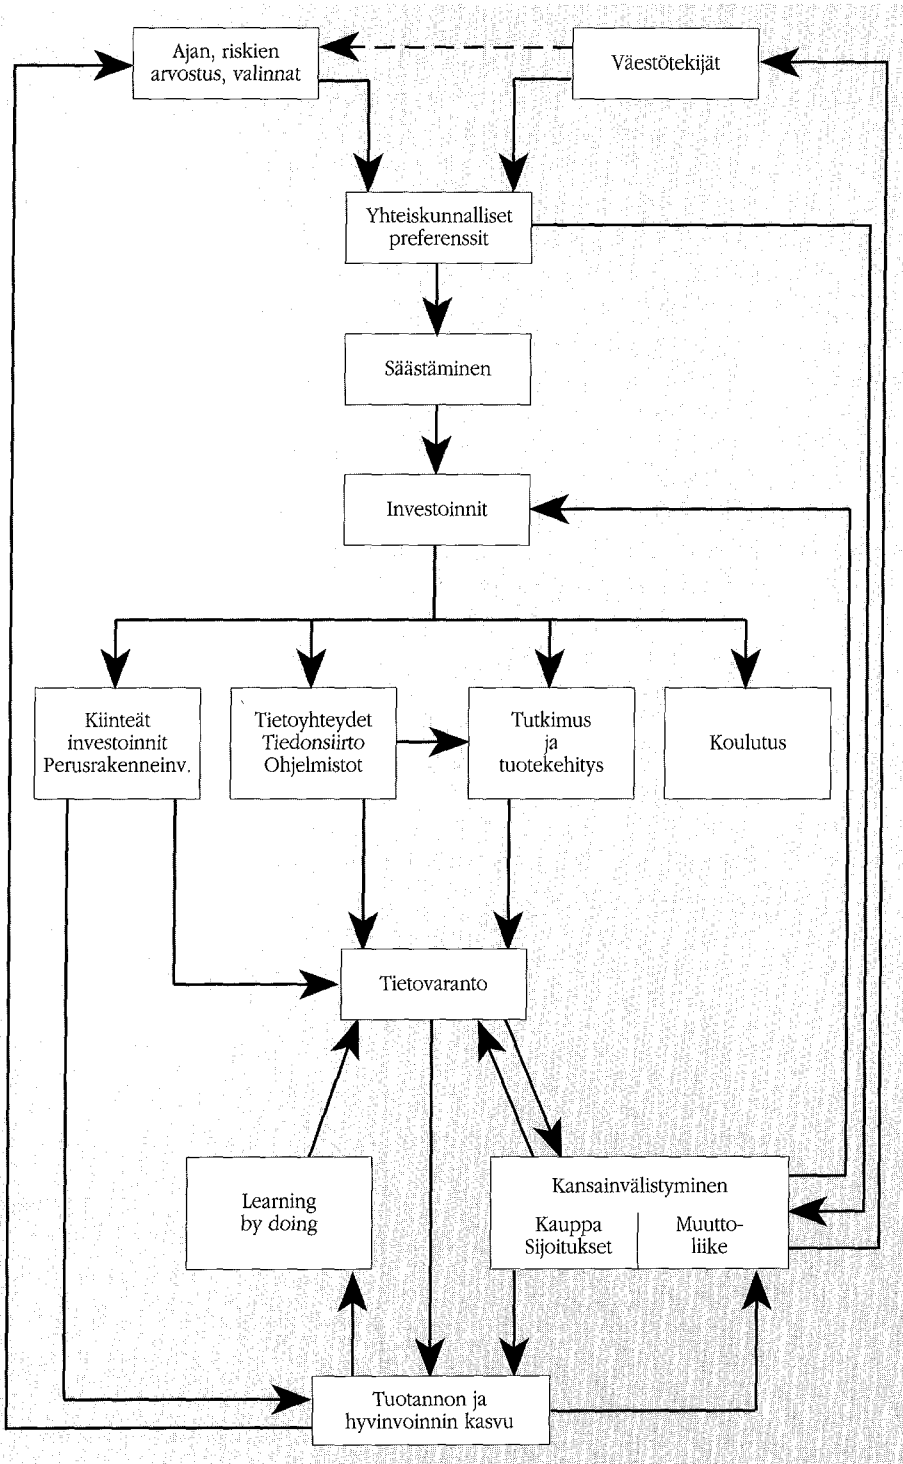 Ajan, riskien
arvostus, valinnat
Väestötekijät
Yhteiskunnalliset
preferenssit
Säästäminen
Investoinnit
Kiinteät
investoinnit
Perusrakenneinv.
Tietoyhteydet
Tiedonsiirto
Ohjelmistot
Tutkimus
ja
tuotekehitys
Koulutus
Tietovaranto
Learning
by doing
Kansainvälistyminen
Kauppa
Sijoitukset
Muutto-
liike
Tuotannon ja
hyvinvoinnin kasvu